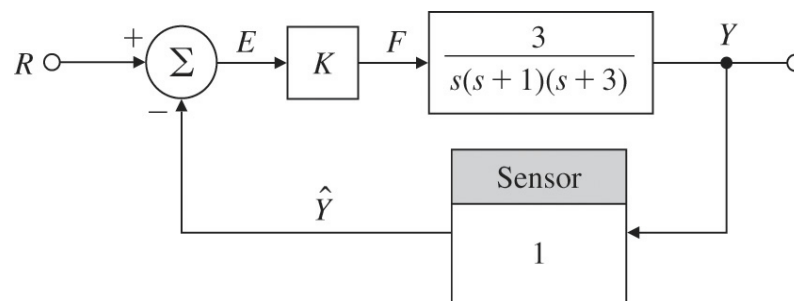 R
+
−
Σ
E
K
F
3
s(s + 1)(s + 3)
Y
Sensor
1
Ŷ